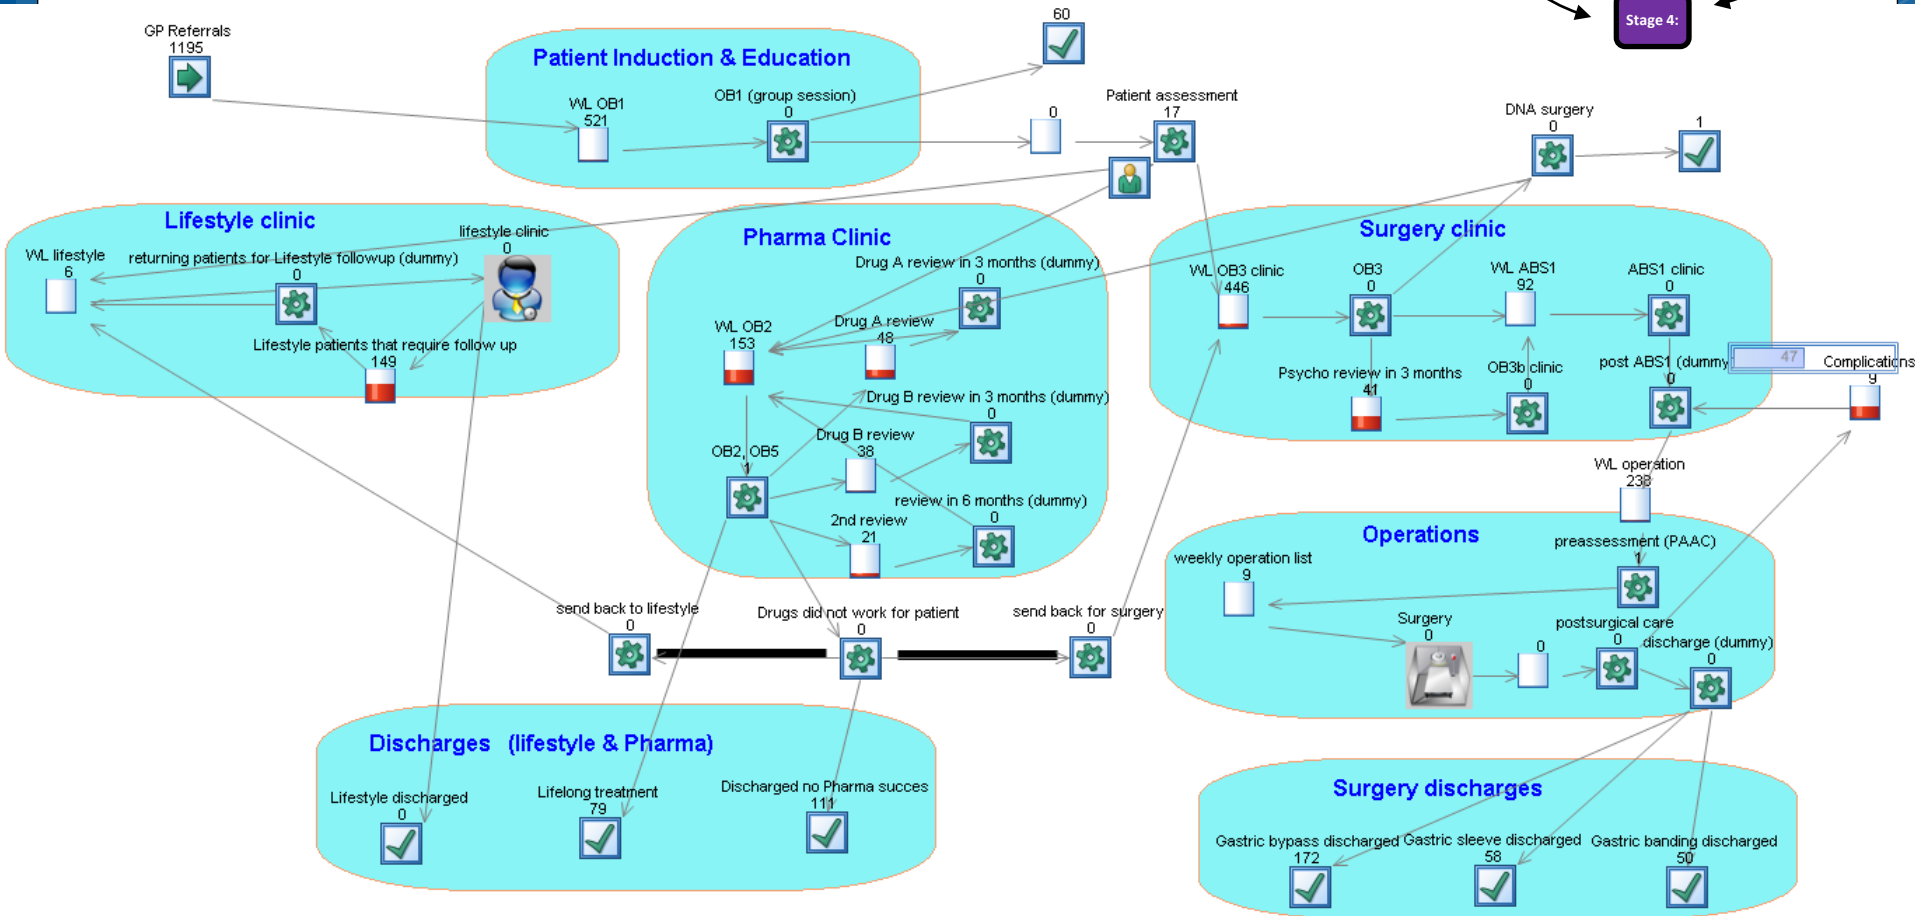 Stage 4:
GP Referrals
1195
60
Patient Induction & Education
WL OB1
521
OB1 (group session)
0
0
Patient assessment
17
DNA surgery
0
1
Lifestyle clinic
WL lifestyle
6
returning patients for Lifestyle followup (dummy)
0
lifestyle clinic
0
Lifestyle patients that require follow up
149
Pharma Clinic
Drug A review in 3 months (dummy)
0
WL OB2
153
Drug A review
48
Drug B review in 3 months (dummy)
0
Drug B review
38
OB2, OB5
1
review in 6 months (dummy)
0
2nd review
21
Surgery clinic
WL OB3 clinic
446
OB3
0
WL ABS1
92
ABS1 clinic
0
Psycho review in 3 months
41
OB3b clinic
0
post ABS1 (dummy
0
47
Complications
9
WL operation
238
Operations
preassessment (PAAC)
1
weekly operation list
9
Surgery
0
0
postsurgical care
0
discharge (dummy)
0
send back to lifestyle
0
Drugs did not work for patient
0
send back for surgery
0
Discharges (lifestyle & Pharma)
Lifestyle discharged
0
Lifelong treatment
79
Discharged no Pharma succes
111
Surgery discharges
Gastric bypass discharged
172
Gastric sleeve discharged
58
Gastric banding discharged
50